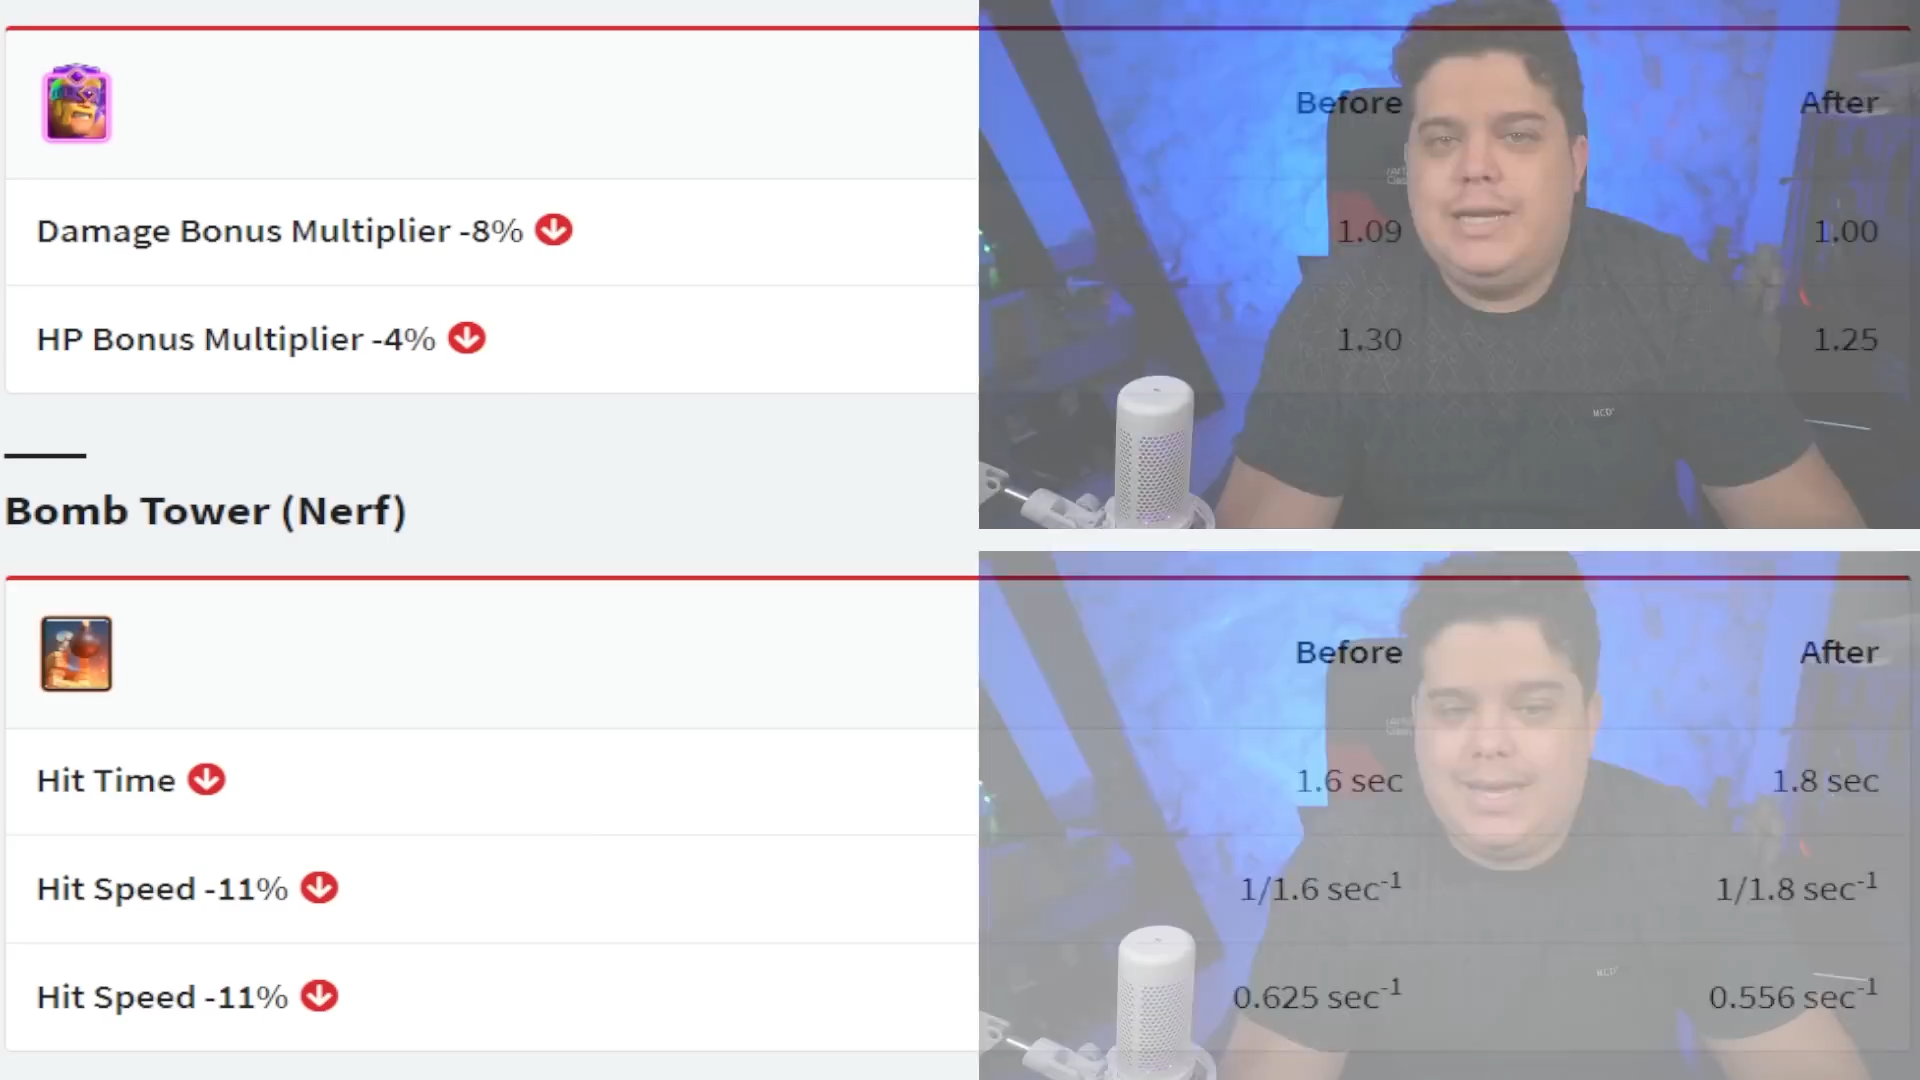 Before After
Damage Bonus Multiplier -8% 1.09 1.00
HP Bonus Multiplier -4% 1.30 1.25
MCD
Bomb Tower (Nerf)
Before After
Hit Time 1.6 sec 1.8 sec
Hit Speed -11% 1/1.6 sec⁻¹ 1/1.8 sec⁻¹
MCD
Hit Speed -11% 0.625 sec⁻¹ 0.556 sec⁻¹